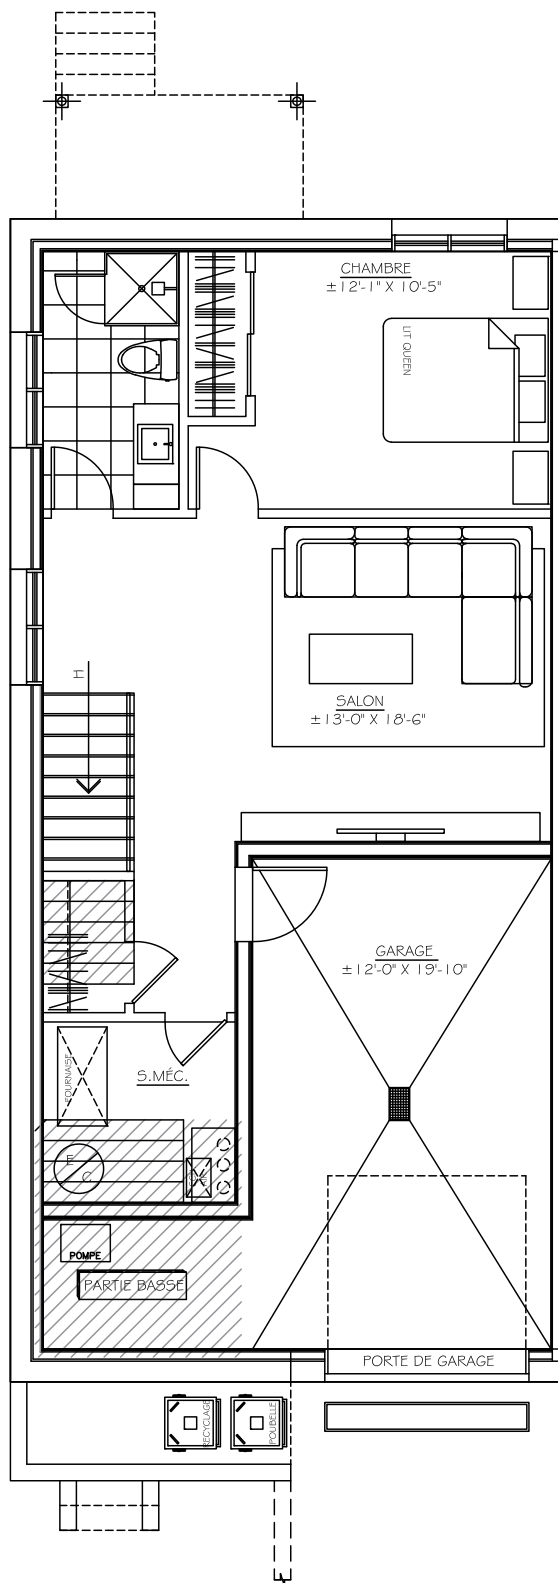 CHAMBRE
±12'-1" X 10'-5"
LIT QUEEN
H
SALON
±13'-0" X 18'-6"
GARAGE
±12'-0" X 19'-10"
S.MÉC.
FOURNAISE
E
C
POMPE
PARTIE BASSE
PORTE DE GARAGE
RECYCLAGE
POUBELLE